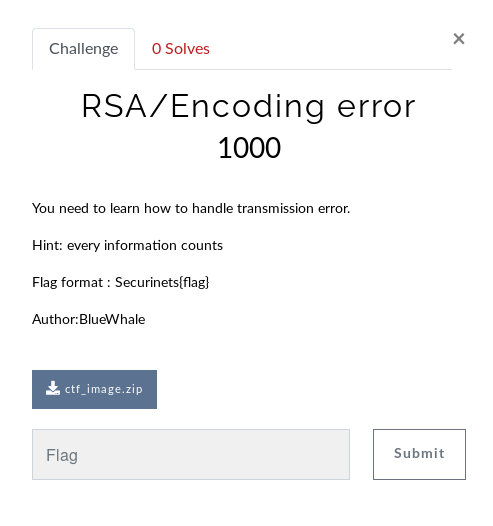 Challenge
0 Solves
×
RSA/Encoding error
1000
You need to learn how to handle transmission error.
Hint: every information counts
Flag format : Securinets{flag}
Author:BlueWhale
ctf_image.zip
Flag
Submit